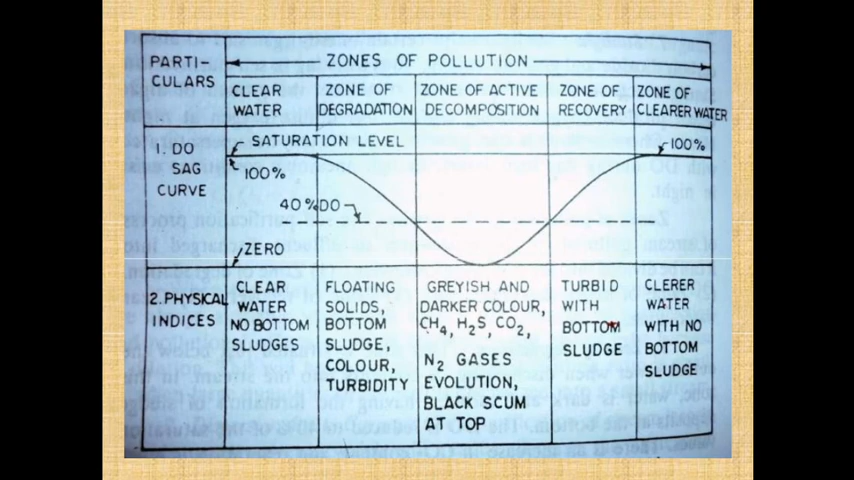 PARTI-
CULARS
ZONES OF POLLUTION
CLEAR
WATER
ZONE OF
DEGRADATION
ZONE OF ACTIVE
DECOMPOSITION
ZONE OF
RECOVERY
ZONE OF
CLEARER WATER
1. DO
SAG
CURVE
SATURATION LEVEL
100%
40 %DO
ZERO
100%
2.PHYSICAL
INDICES
CLEAR
WATER
NO BOTTOM
SLUDGES
FLOATING
SOLIDS,
BOTTOM
SLUDGE,
COLOUR,
TURBIDITY
GREYISH AND
DARKER COLOUR,
CH4, H2S, CO2,
N2 GASES
EVOLUTION,
BLACK SCUM
AT TOP
TURBID
WITH
BOTTOM
SLUDGE
CLERER
WATER
WITH NO
BOTTOM
SLUDGE